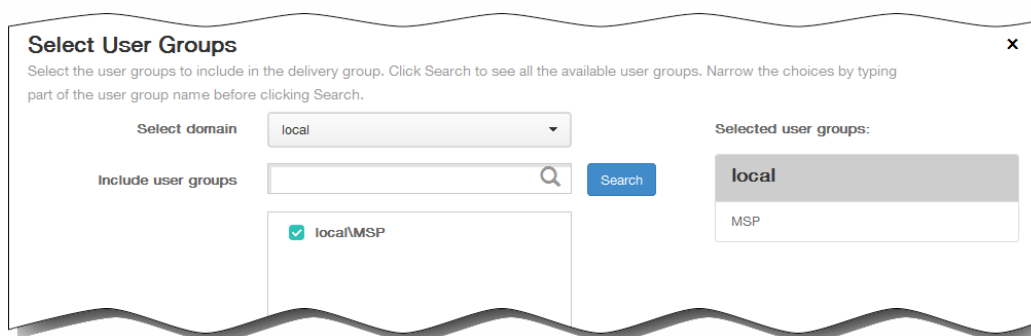 Select User Groups
×
Select the user groups to include in the delivery group. Click Search to see all the available user groups. Narrow the choices by typing
part of the user group name before clicking Search.
Select domain
local
Selected user groups:
Include user groups
Search
local
local\MSP
MSP